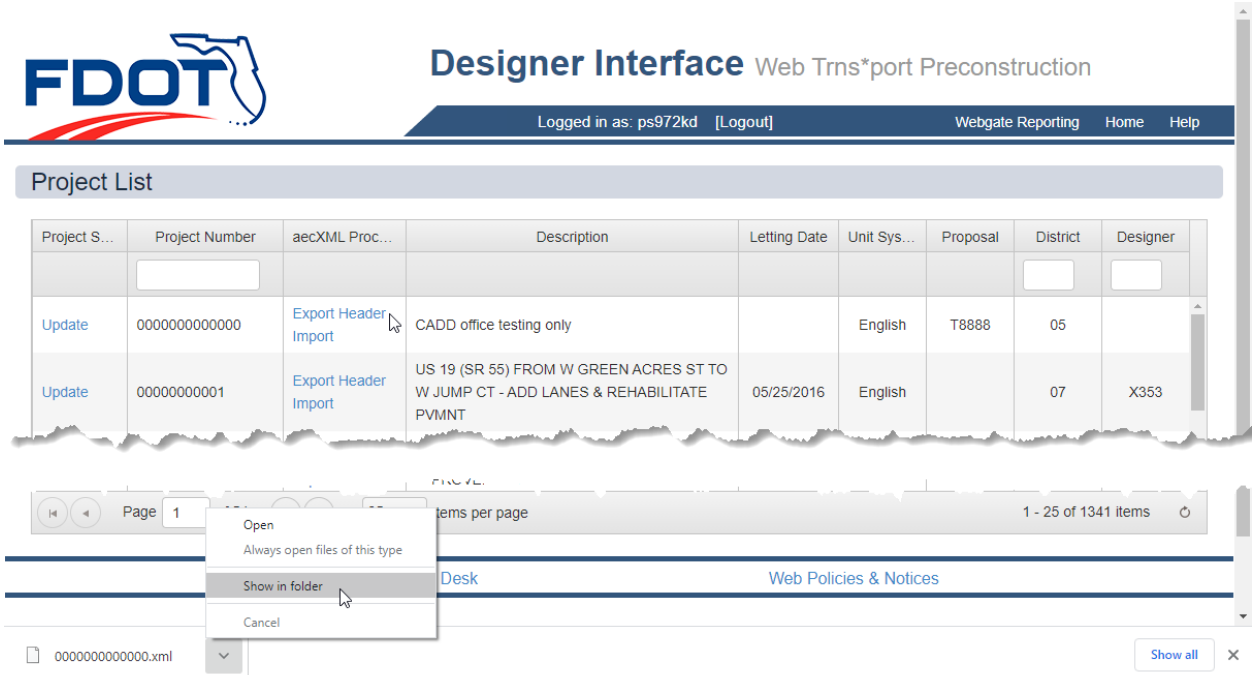 FDOT
Designer Interface Web Trns*port Preconstruction
Logged in as: ps972kd [Logout] Webgate Reporting Home Help
Project List
Project S... Project Number aecXML Proc... Description Letting Date Unit Sys... Proposal District Designer
Update 0000000000000 Export Header CADD office testing only English T8888 05
Import
Update 00000000001 Export Header US 19 (SR 55) FROM W GREEN ACRES ST TO 05/25/2016 English 07 X353
Import W JUMP CT - ADD LANES & REHABILITATE
PVMNT
Page 1 items per page 1 - 25 of 1341 items
Open
Always open files of this type
Show in folder
Cancel
Desk Web Policies & Notices
0000000000000.xml Show all